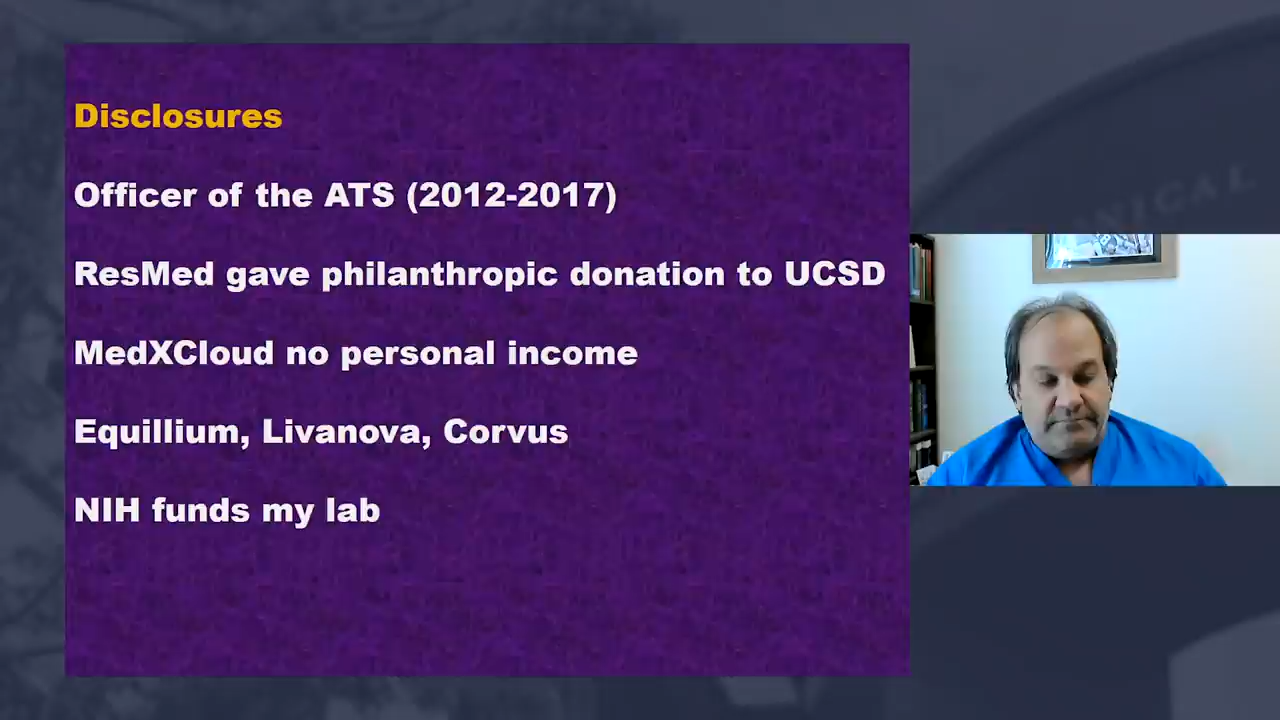 Disclosures
Officer of the ATS (2012-2017)
ResMed gave philanthropic donation to UCSD
MedXCloud no personal income
Equillium, Livanova, Corvus
NIH funds my lab